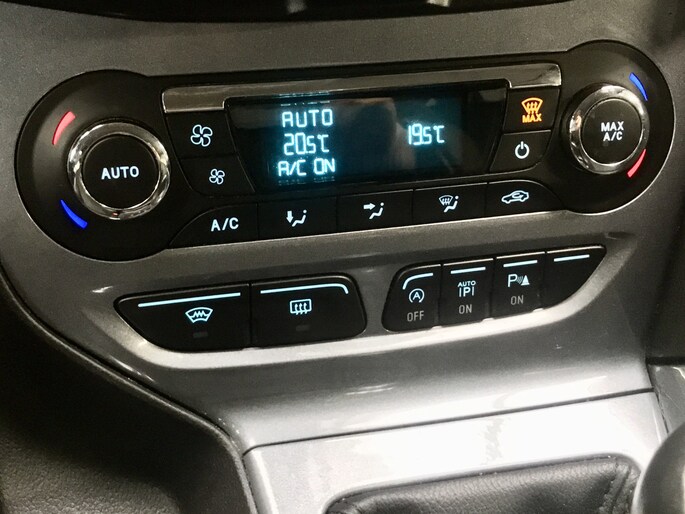 AUTO
20.5°C 19.5°C
A/C ON
MAX
AUTO
MAX
A/C
A/C
A
OFF
AUTO
P
ON
P
ON